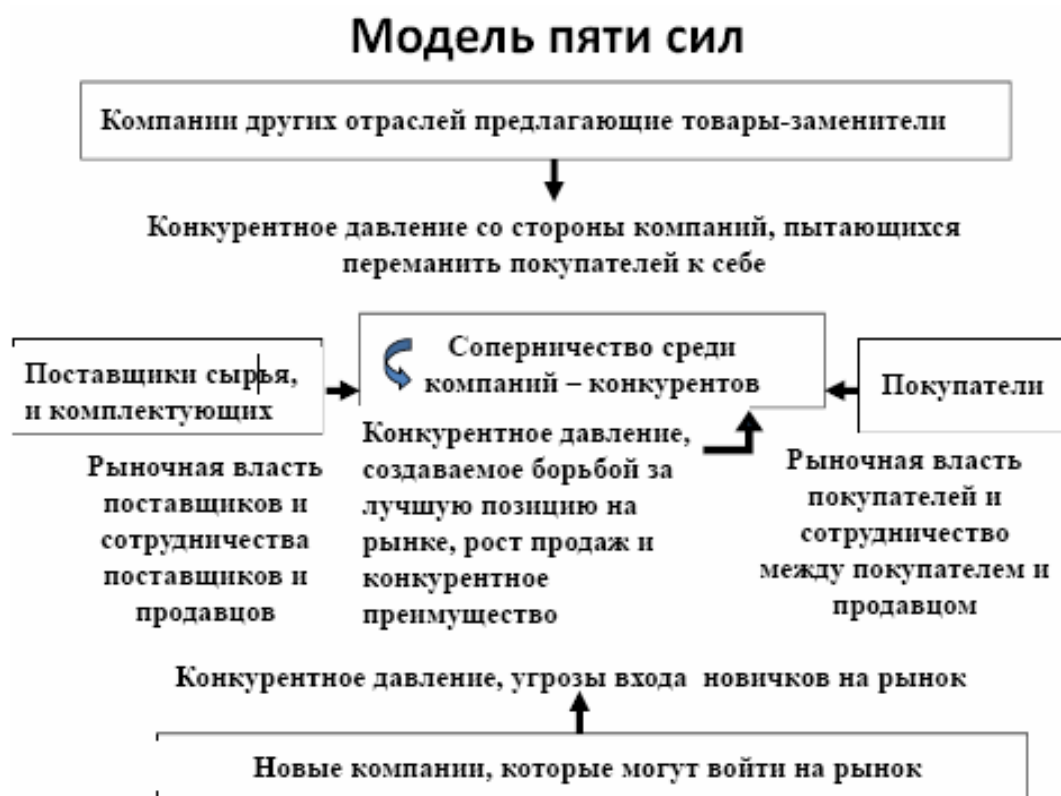 Модель пяти сил
Компании других отраслей предлагающие товары-заменители
Конкурентное давление со стороны компаний, пытающихся
переманить покупателей к себе
Поставщики сырья,
и комплектующих
Рыночная власть
поставщиков и
сотрудничества
поставщиков и
продавцов
Соперничество среди
компаний – конкурентов
Конкурентное давление,
создаваемое борьбой за
лучшую позицию на
рынке, рост продаж и
конкурентное
преимущество
Покупатели
Рыночная власть
покупателей и
сотрудничество
между покупателем и
продавцом
Конкурентное давление, угрозы входа новичков на рынок
Новые компании, которые могут войти на рынок